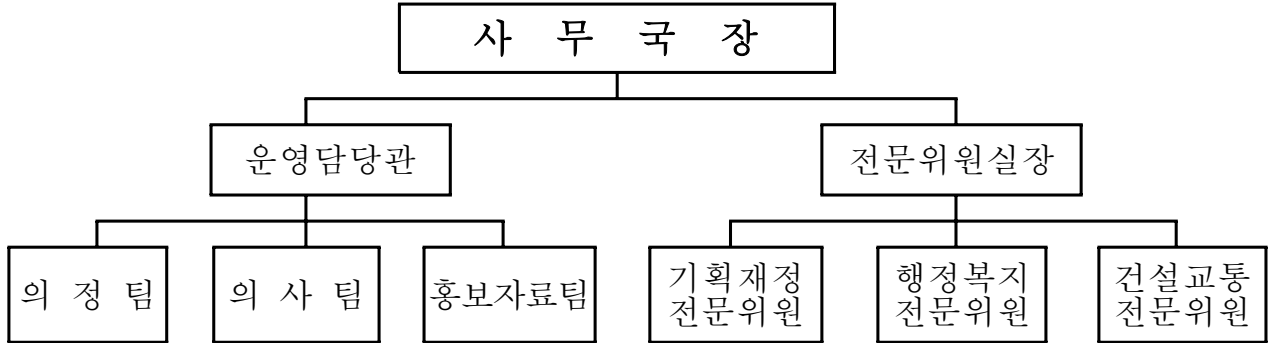 사 무 국 장
운영담당관
전문위원실장
의 정 팀
의 사 팀
홍보자료팀
기획재정
전문위원
행정복지
전문위원
건설교통
전문위원